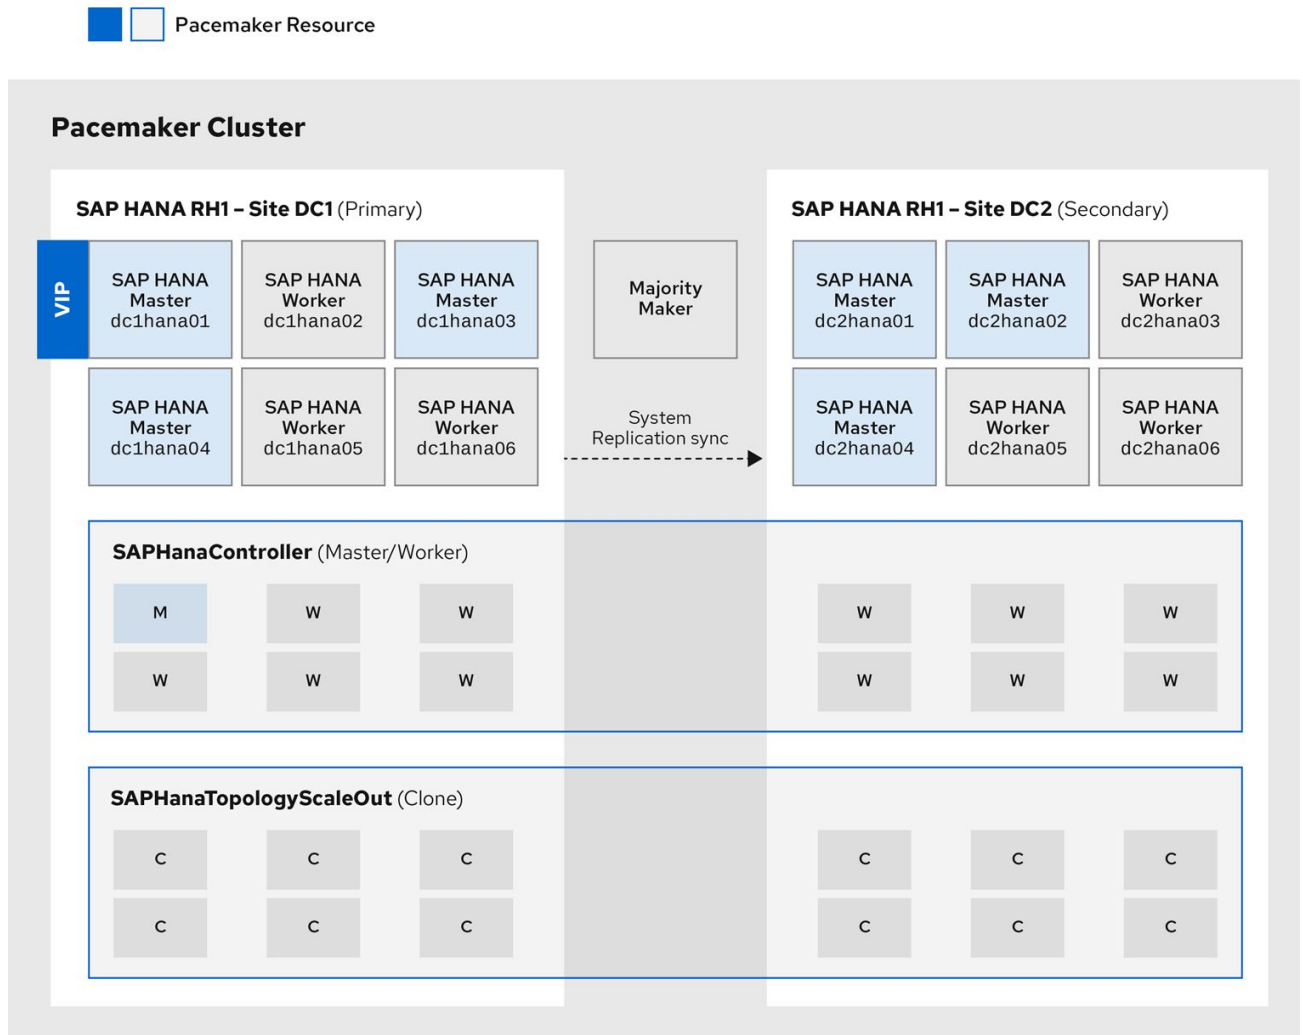 Pacemaker Resource
Pacemaker Cluster
SAP HANA RH1 – Site DC1 (Primary)
VIP
SAP HANA
Master
dc1hana01
SAP HANA
Worker
dc1hana02
SAP HANA
Master
dc1hana03
SAP HANA
Master
dc1hana04
SAP HANA
Worker
dc1hana05
SAP HANA
Worker
dc1hana06
Majority
Maker
System
Replication sync
SAP HANA RH1 – Site DC2 (Secondary)
SAP HANA
Master
dc2hana01
SAP HANA
Master
dc2hana02
SAP HANA
Worker
dc2hana03
SAP HANA
Master
dc2hana04
SAP HANA
Worker
dc2hana05
SAP HANA
Worker
dc2hana06
SAPHanaController (Master/Worker)
M W W W W W
W W W W W W
SAPHanaTopologyScaleOut (Clone)
C C C C C C
C C C C C C